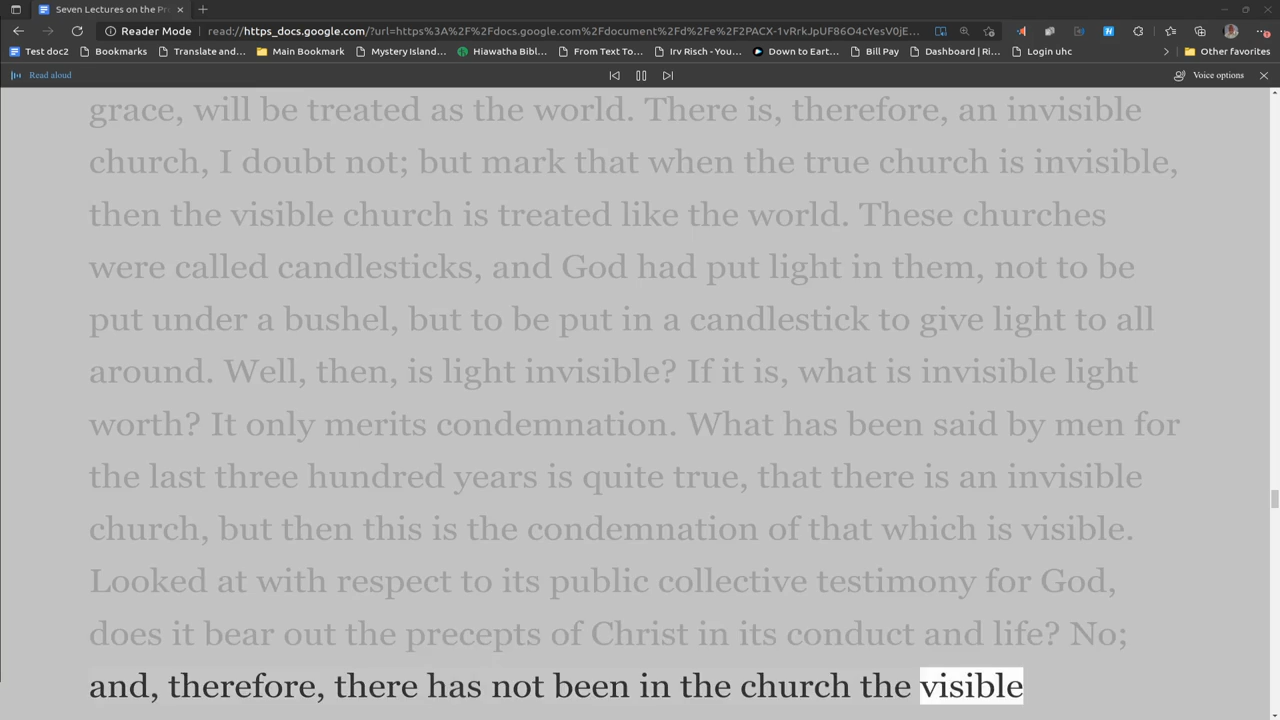 Seven Lectures on the Pr
Reader Mode read://https_docs.google.com/?url=https%3A%2F%2Fdocs.google.com%2Fdocument%2Fd%2Fe%2F2PACX-1vRrkJpUF86O4cYesV0jE...
Test doc2 Bookmarks Translate and... Main Bookmark Mystery Island... Hiawatha Bibl... From Text To... Irv Risch - You... Down to Eart... Bill Pay Dashboard | Ri... Login uhc Other favorites
Read aloud Voice options
grace, will be treated as the world. There is, therefore, an invisible
church, I doubt not; but mark that when the true church is invisible,
then the visible church is treated like the world. These churches
were called candlesticks, and God had put light in them, not to be
put under a bushel, but to be put in a candlestick to give light to all
around. Well, then, is light invisible? If it is, what is invisible light
worth? It only merits condemnation. What has been said by men for
the last three hundred years is quite true, that there is an invisible
church, but then this is the condemnation of that which is visible.
Looked at with respect to its public collective testimony for God,
does it bear out the precepts of Christ in its conduct and life? No;
and, therefore, there has not been in the church the visible